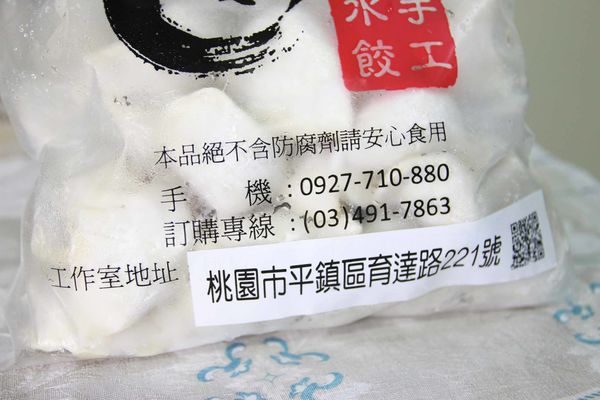 手工
水餃
本品絕不含防腐劑請安心食用
手 機:0927-710-880
訂購專線:(03)491-7863
工作室地址
桃園市平鎮區育達路221號